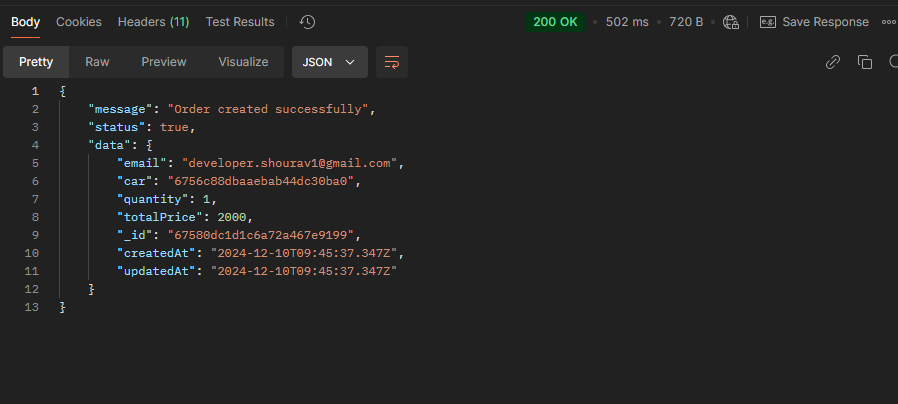 Body Cookies Headers (11) Test Results 200 OK • 502 ms • 720 B • e.g. Save Response
Pretty Raw Preview Visualize JSON
1 {
2 "message": "Order created successfully",
3 "status": true,
4 "data": {
5 "email": "developer.shourav1@gmail.com",
6 "car": "6756c88dbaaebab44dc30ba0",
7 "quantity": 1,
8 "totalPrice": 2000,
9 "_id": "67580dc1d1c6a72a467e9199",
10 "createdAt": "2024-12-10T09:45:37.347Z",
11 "updatedAt": "2024-12-10T09:45:37.347Z"
12 }
13 }